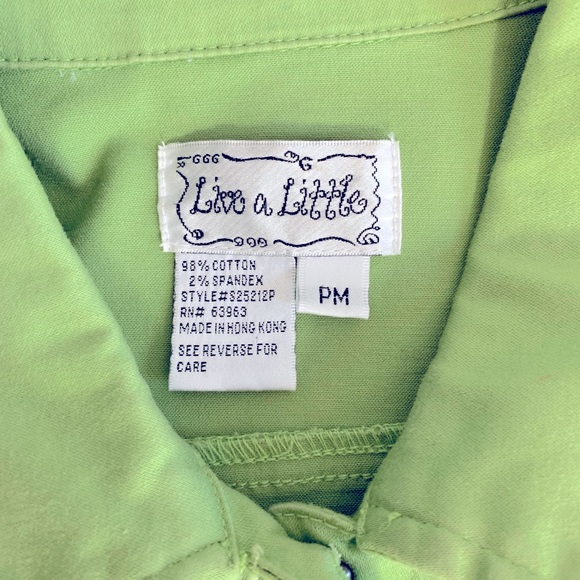 Live a Little
98% COTTON
2% SPANDEX
STYLE#S25212P
RN# 63963
MADE IN HONG KONG
SEE REVERSE FOR
CARE
PM